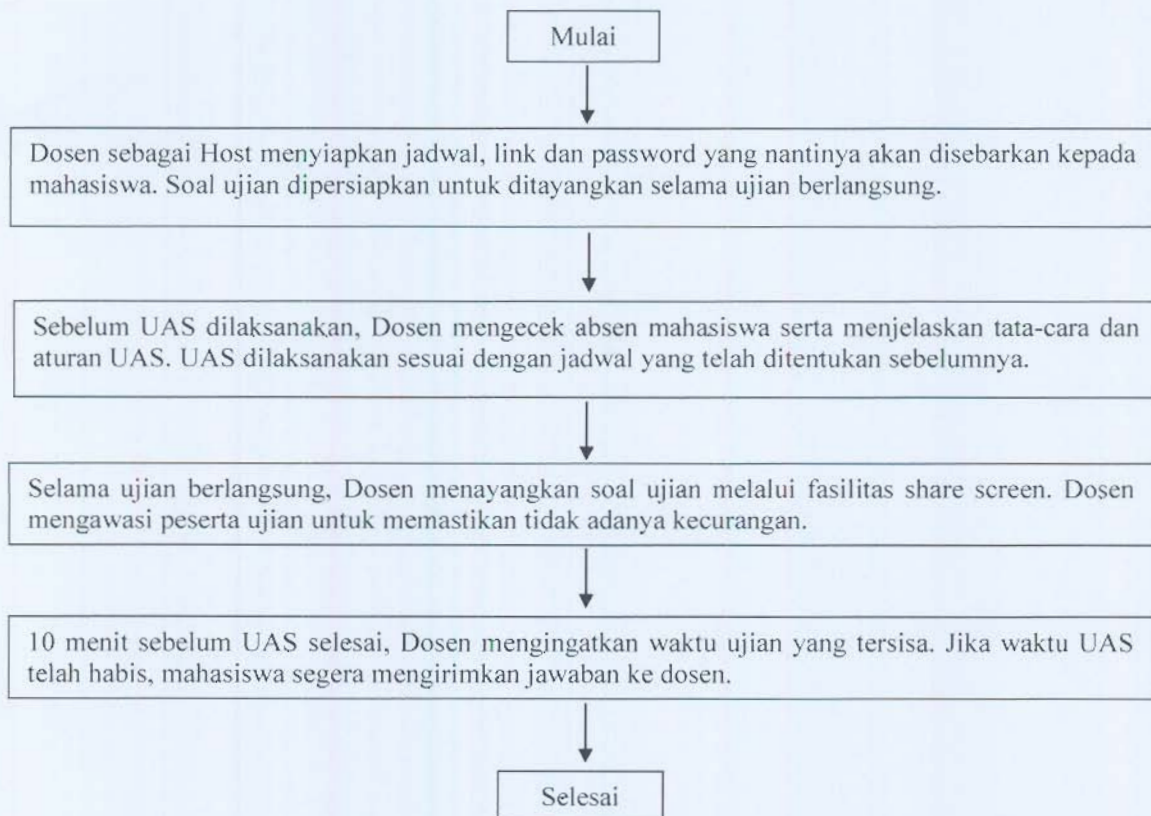 Mulai
Dosen sebagai Host menyiapkan jadwal, link dan password yang nantinya akan disebarkan kepada
mahasiswa. Soal ujian dipersiapkan untuk ditayangkan selama ujian berlangsung.
Sebelum UAS dilaksanakan, Dosen mengecek absen mahasiswa serta menjelaskan tata-cara dan
aturan UAS. UAS dilaksanakan sesuai dengan jadwal yang telah ditentukan sebelumnya.
Selama ujian berlangsung, Dosen menayangkan soal ujian melalui fasilitas share screen. Dosen
mengawasi peserta ujian untuk memastikan tidak adanya kecurangan.
10 menit sebelum UAS selesai, Dosen mengingatkan waktu ujian yang tersisa. Jika waktu UAS
telah habis, mahasiswa segera mengirimkan jawaban ke dosen.
Selesai